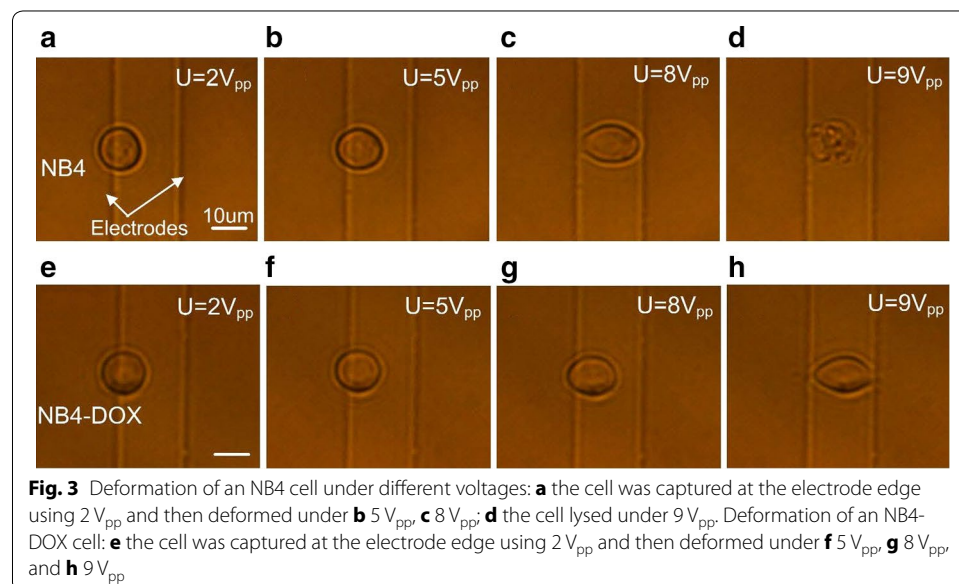 a
b
c
d
U=2Vpp
U=5Vpp
U=8Vpp
U=9Vpp
NB4
Electrodes
10um
e
f
g
h
U=2Vpp
U=5Vpp
U=8Vpp
U=9Vpp
NB4-DOX
Fig. 3 Deformation of an NB4 cell under different voltages: a the cell was captured at the electrode edge
using 2 Vpp and then deformed under b 5 Vpp, c 8 Vpp; d the cell lysed under 9 Vpp. Deformation of an NB4-
DOX cell: e the cell was captured at the electrode edge using 2 Vpp and then deformed under f 5 Vpp, g 8 Vpp,
and h 9 Vpp